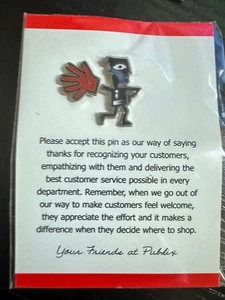 Please accept this pin as our way of saying
thanks for recognizing your customers,
empathizing with them and delivering the
best customer service possible in every
department. Remember, when we go out of
our way to make customers feel welcome,
they appreciate the effort and it makes a
difference when they decide where to shop.
Your Friends at Publix